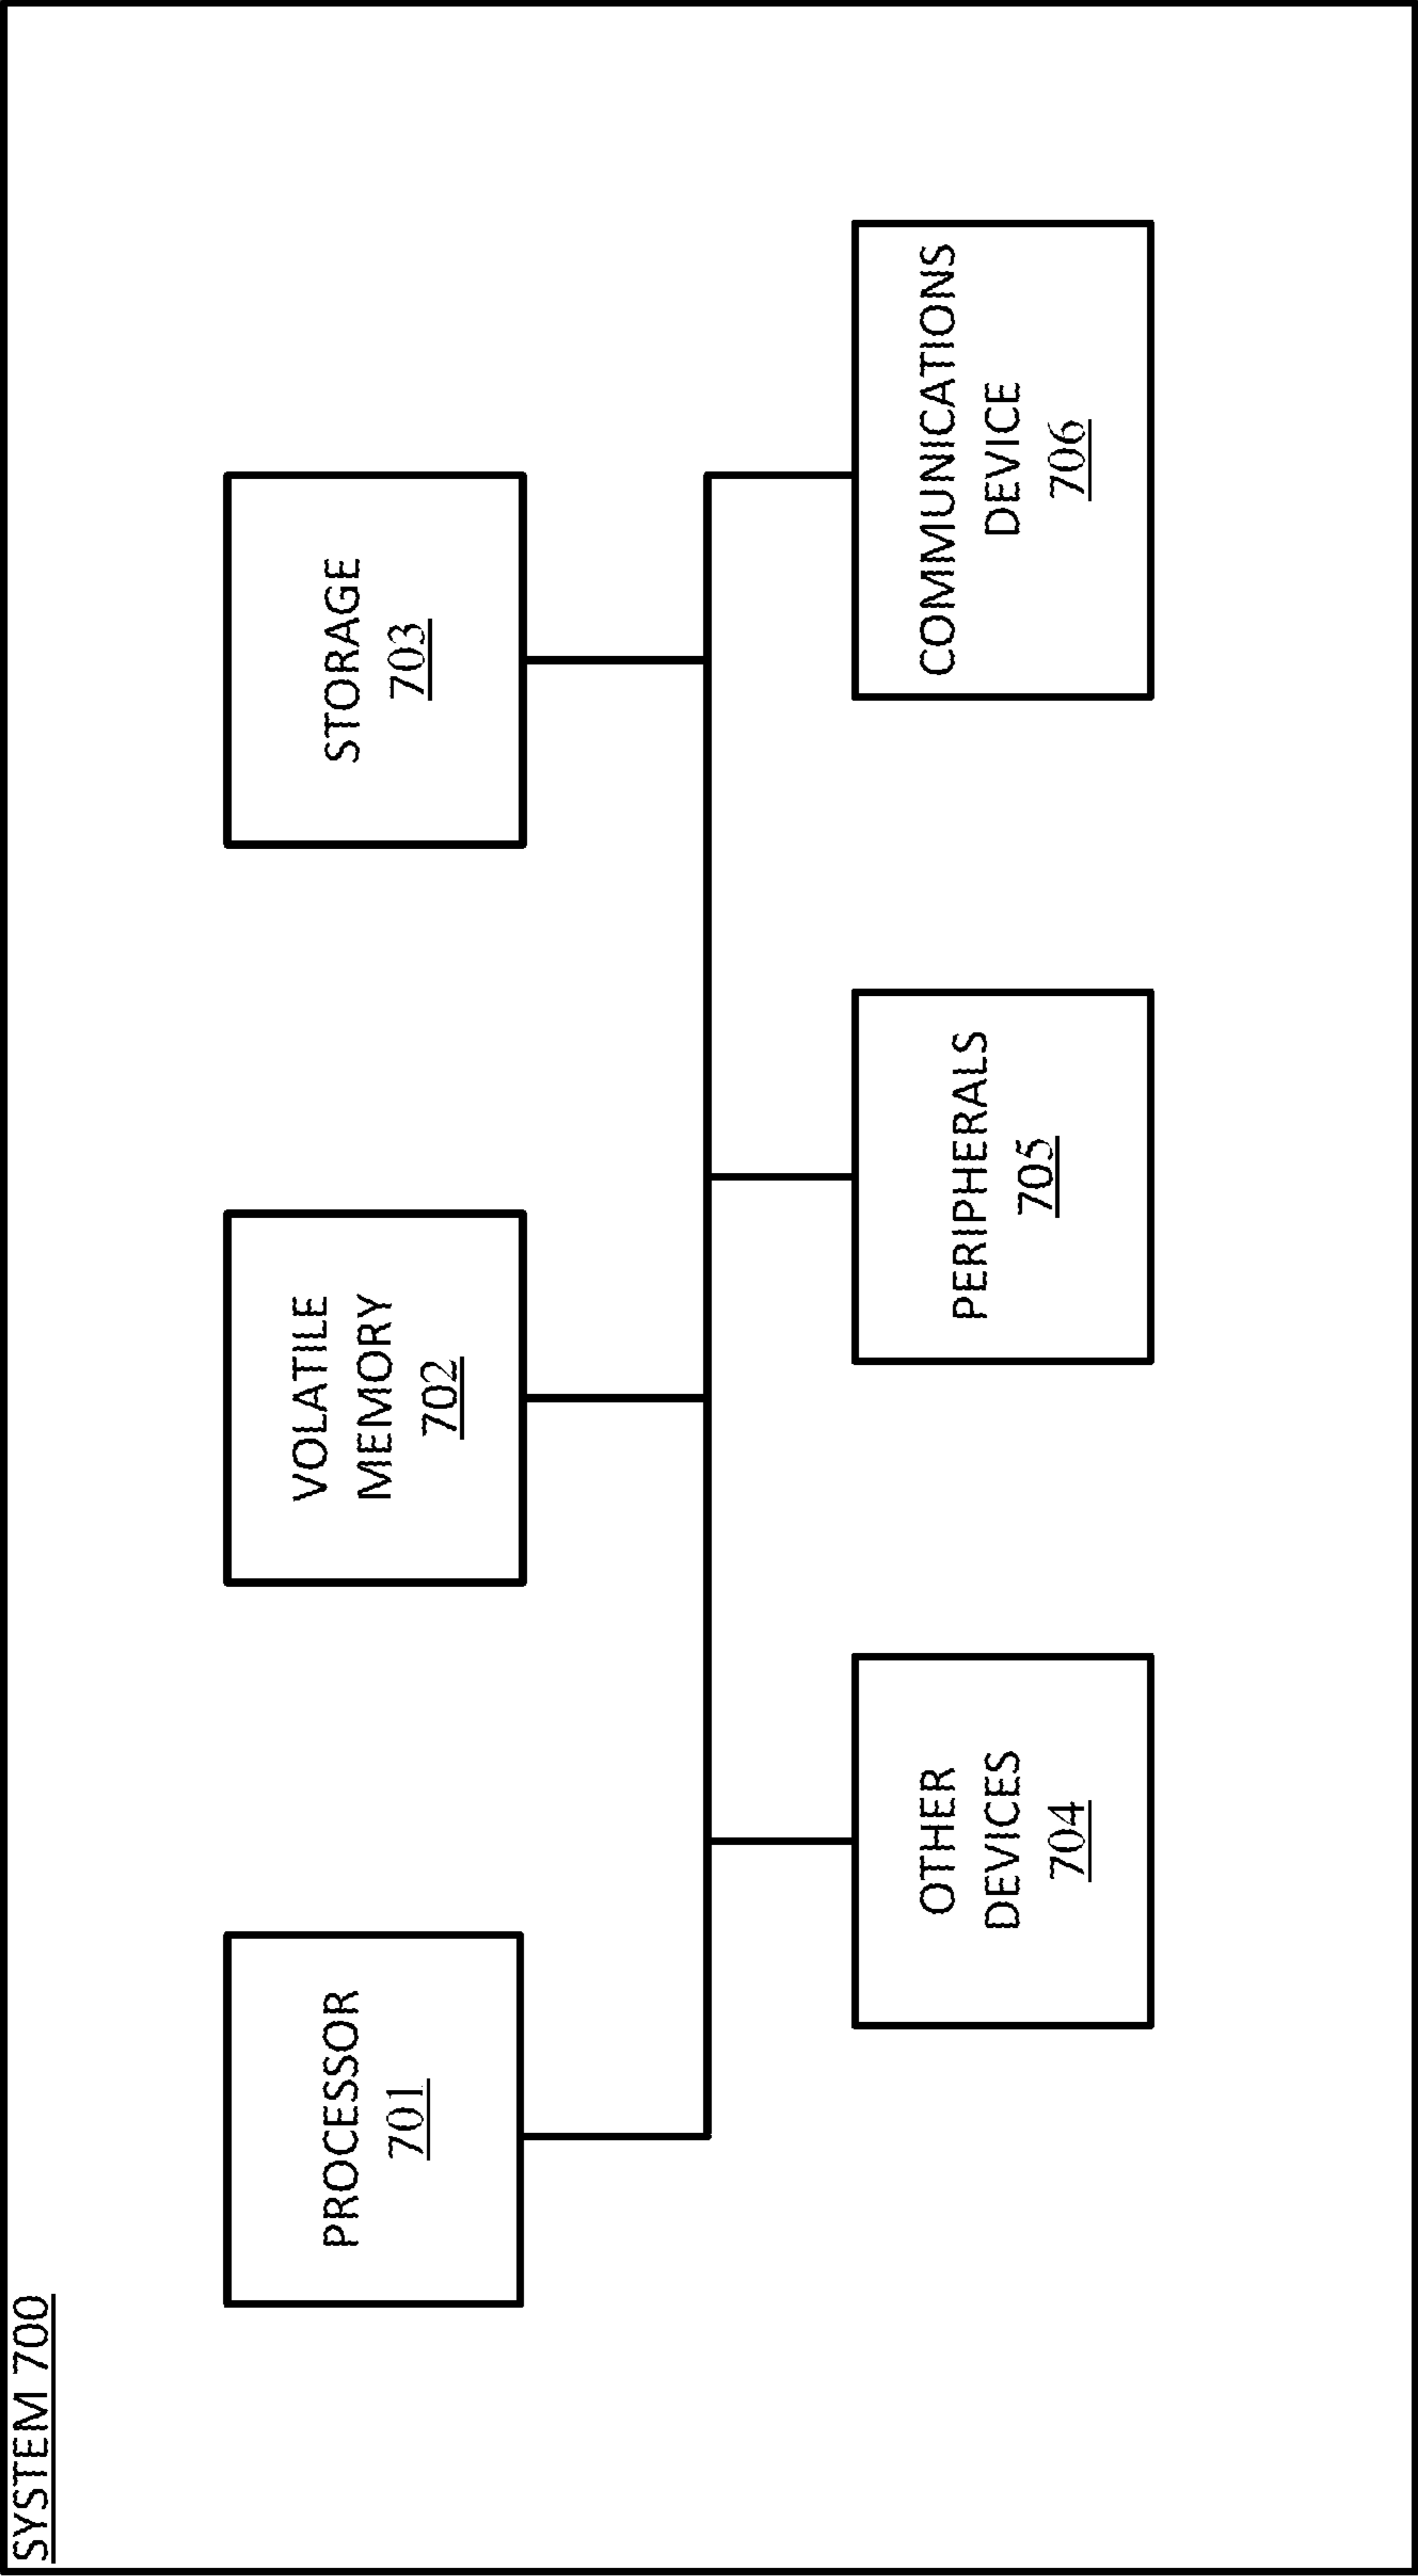 SYSTEM 700
PROCESSOR
701
VOLATILE
MEMORY
702
STORAGE
703
OTHER
DEVICES
704
PERIPHERALS
705
COMMUNICATIONS
DEVICE
706